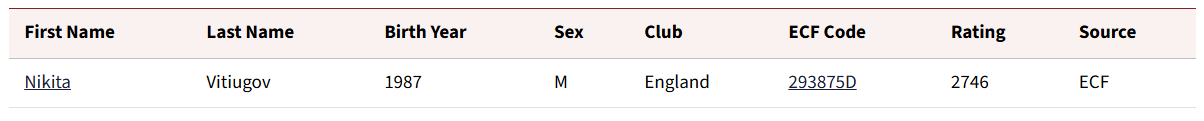 First Name Last Name Birth Year Sex Club ECF Code Rating Source
Nikita Vitiugov 1987 M England 293875D 2746 ECF